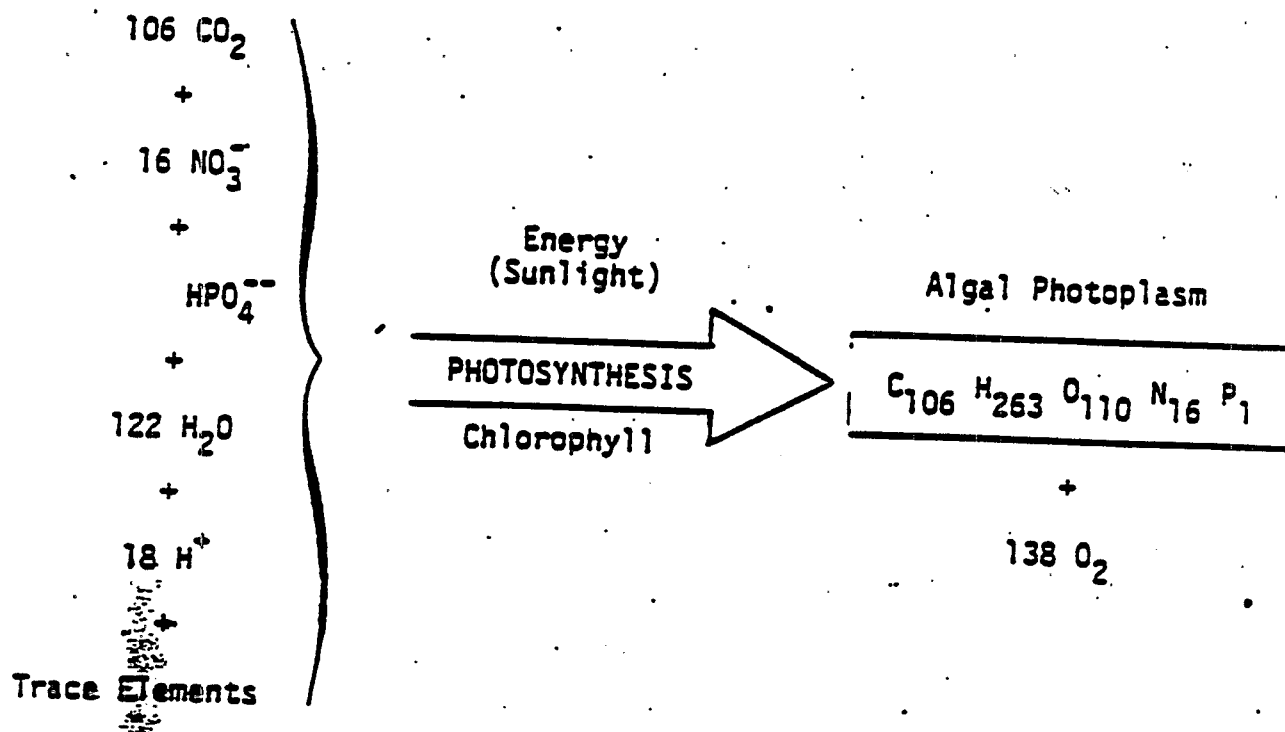 106 CO₂
+
16 NO₃⁻
+
HPO₄⁻⁻
+
122 H₂O
+
18 H⁺
+
Trace Elements
Energy
(Sunlight)
PHOTOSYNTHESIS
Chlorophyll
Algal Photoplasm
C₁₀₆ H₂₆₃ O₁₁₀ N₁₆ P₁
+
138 O₂